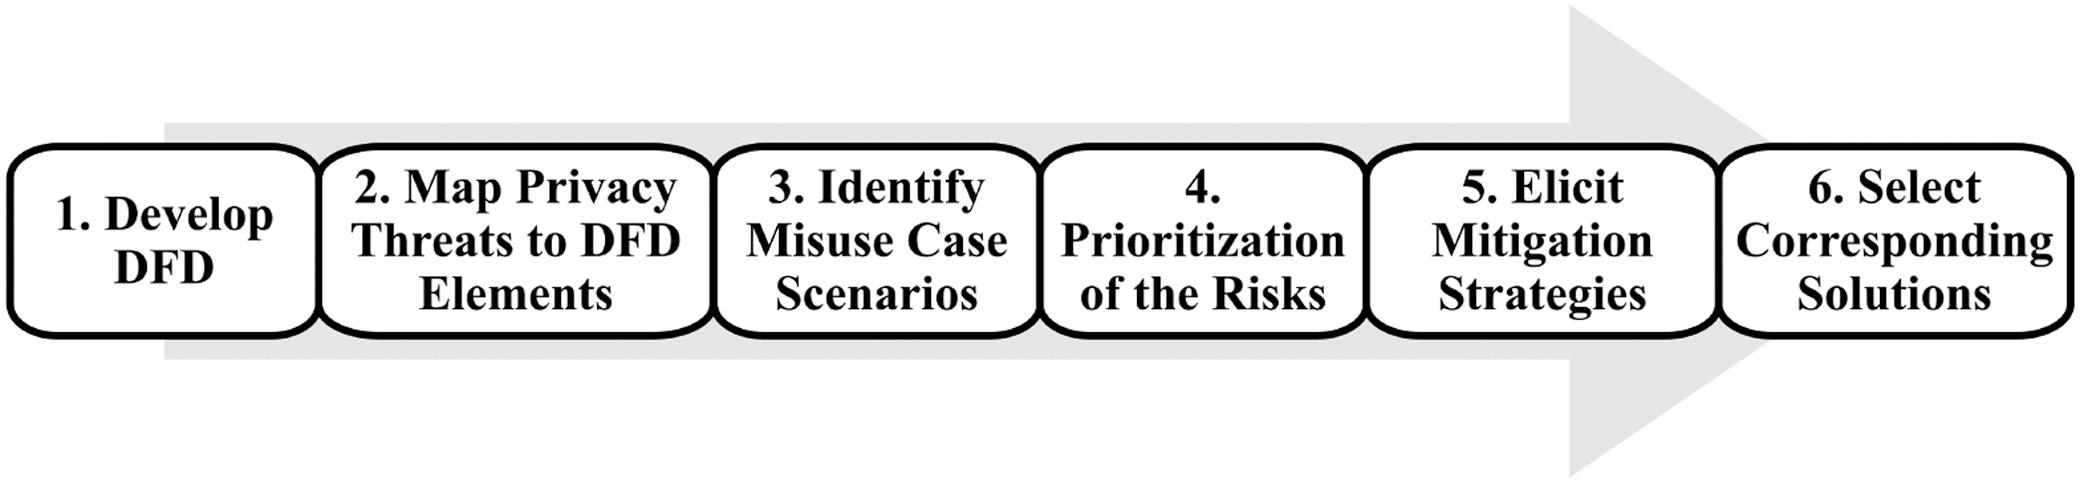 1. Develop
DFD
2. Map Privacy
Threats to DFD
Elements
3. Identify
Misuse Case
Scenarios
4.
Prioritization
of the Risks
5. Elicit
Mitigation
Strategies
6. Select
Corresponding
Solutions